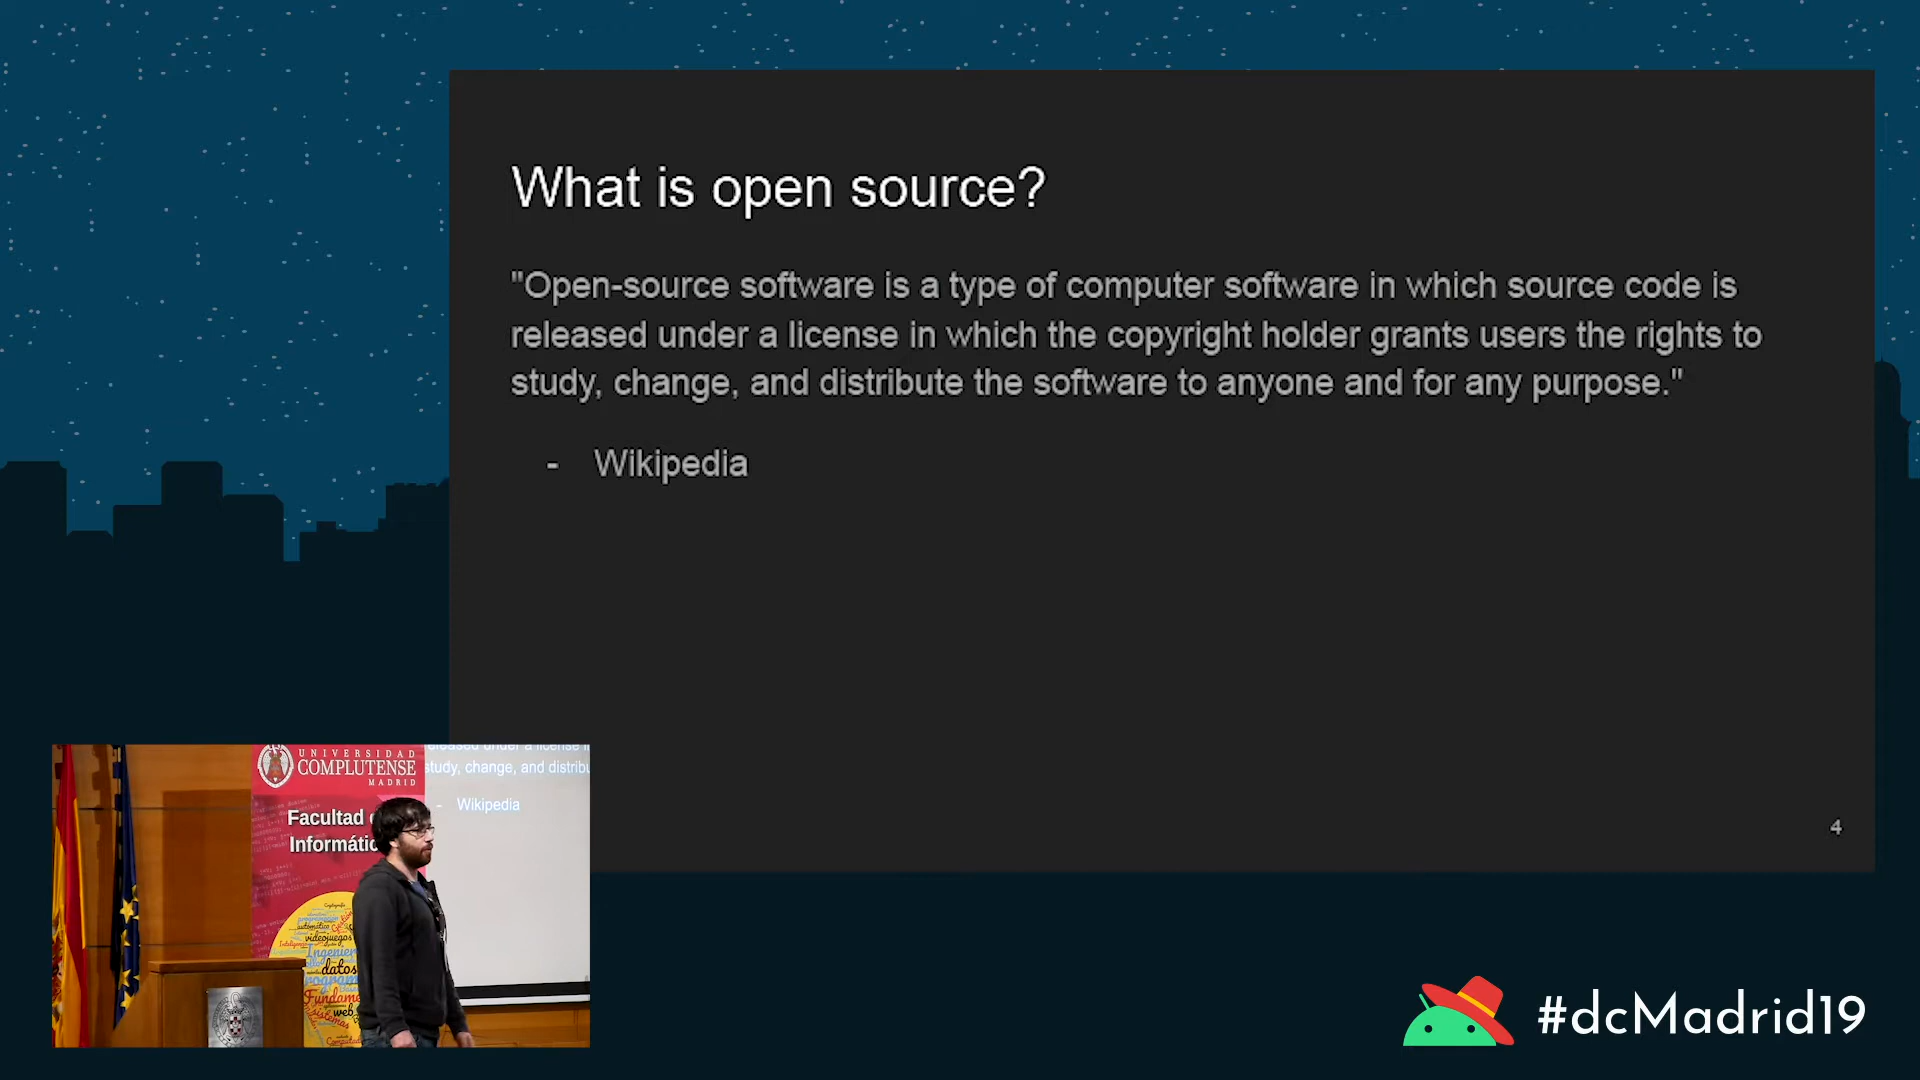 What is open source?
"Open-source software is a type of computer software in which source code is
released under a license in which the copyright holder grants users the rights to
study, change, and distribute the software to anyone and for any purpose."
- Wikipedia
4
UNIVERSIDAD
COMPLUTENSE
MADRID
Facultad
Informátic
study, change, and distribu
- Wikipedia
videojuegos
datos
web
#dcMadrid19